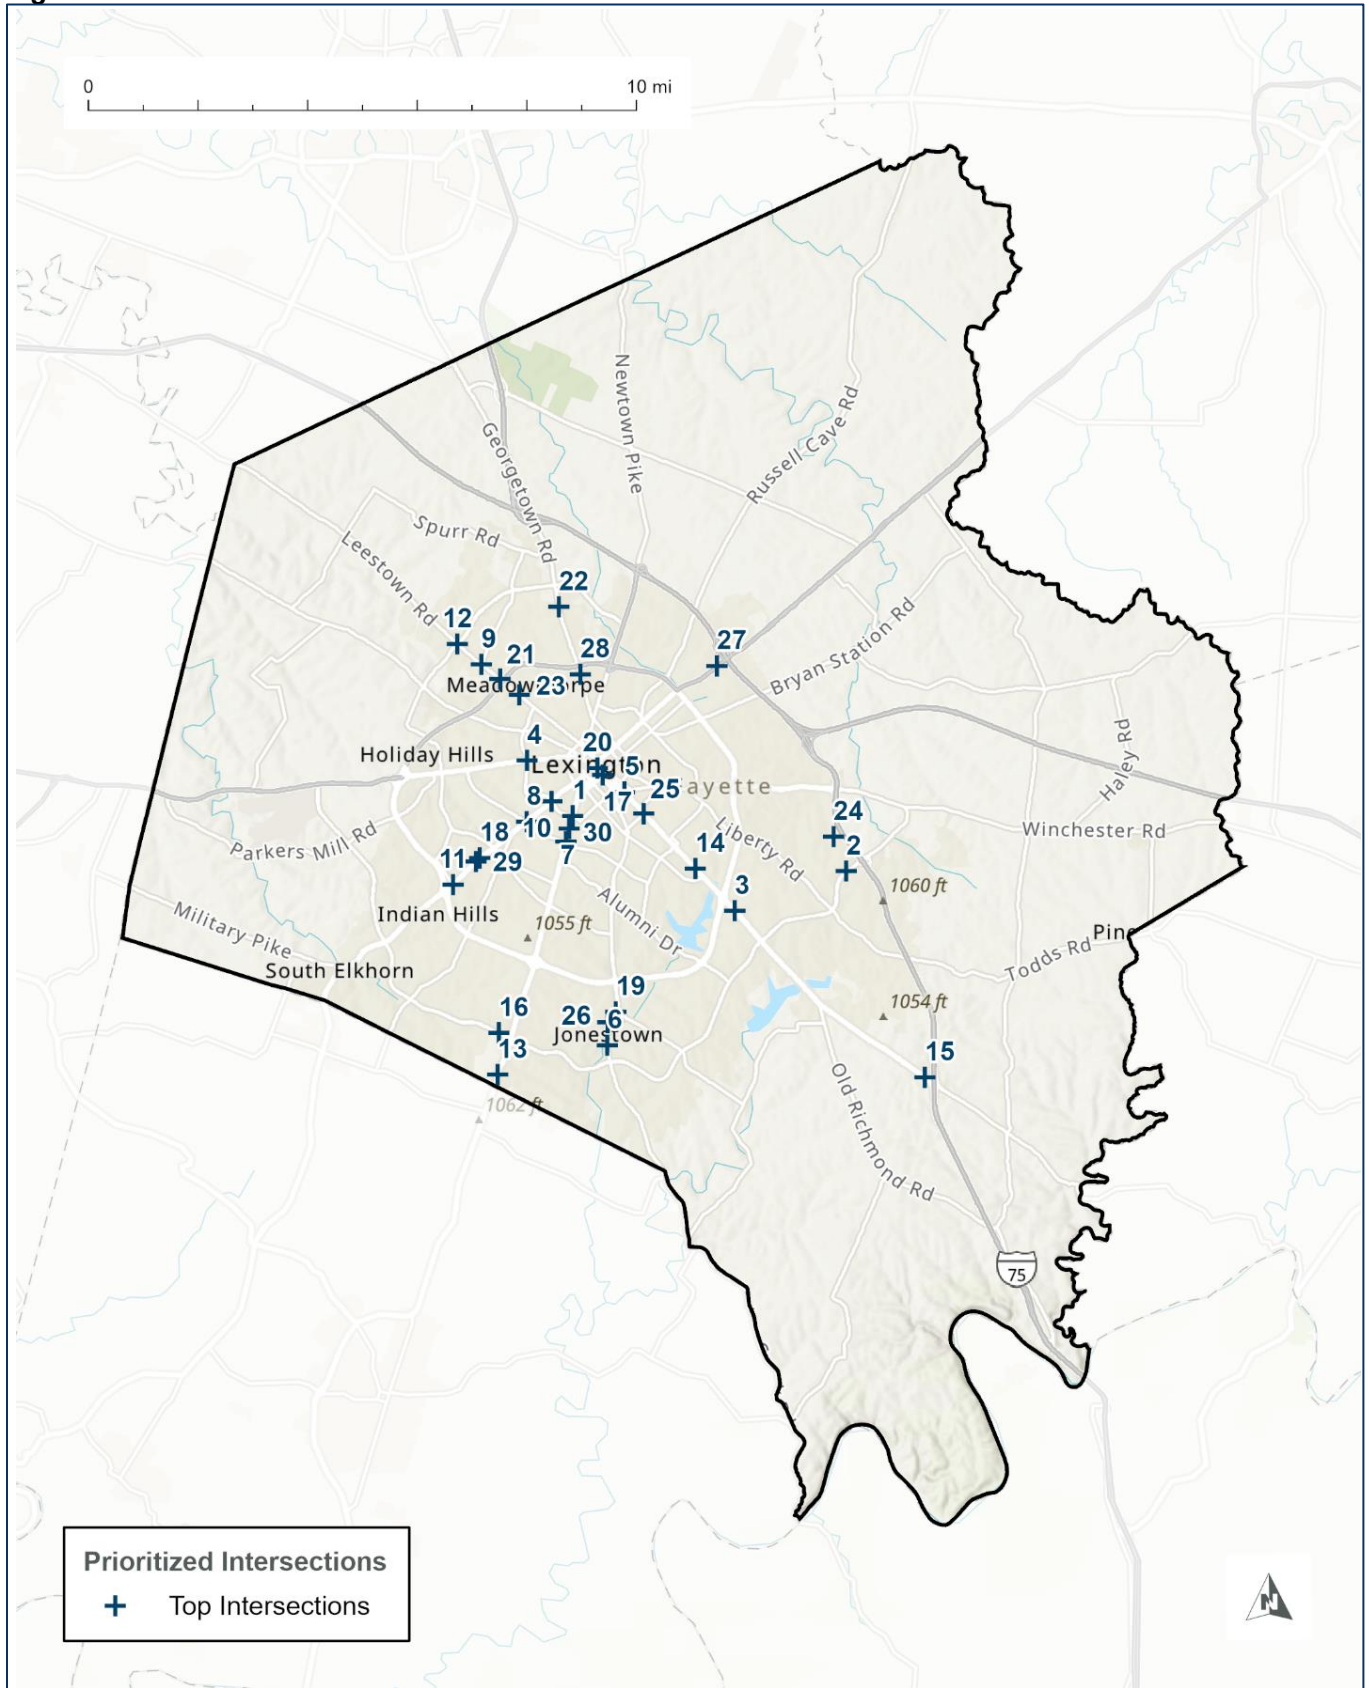 0 10 mi
Newtown Pike
Georgetown Rd
Russell Cave Rd
Spurr Rd
Leestown Rd
22
12
9
21
28
27
Bryan Station Rd
Meadowthorpe
23
Haley Rd
4
20
Holiday Hills
Lexington
5
ayette
8
1
17
25
24
Winchester Rd
10
30
Liberty Rd
18
Parkers Mill Rd
7
14
2
11
29
1060 ft
3
Indian Hills
Alumni Dr
1055 ft
Military Pike
Pine
South Elkhorn
Todds Rd
19
1054 ft
16
26
6
Jonestown
13
15
1062 ft
Old Richmond Rd
75
Prioritized Intersections
Top Intersections
N